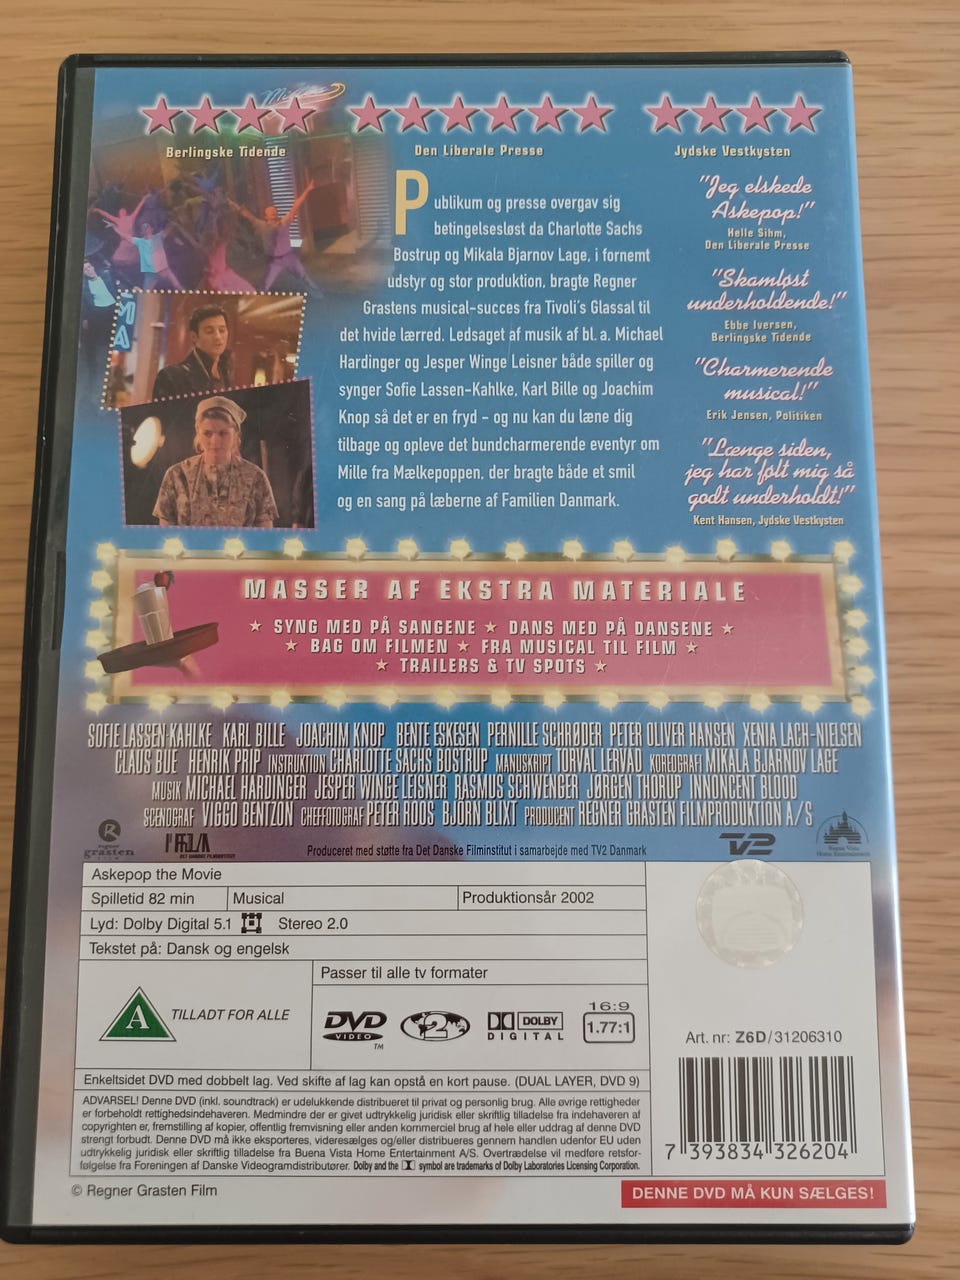 Berlingske Tidende
Den Liberale Presse
Jydske Vestkysten
Publikum og presse overgav sig
betingelsesløst da Charlotte Sachs
Bostrup og Mikala Bjarnov Lage, i fornemt
udstyr og stor produktion, bragte Regner
Grastens musical-succes fra Tivoli's Glassal til
det hvide lærred. Ledsaget af musik af bl. a. Michael
Hardinger og Jesper Winge Leisner både spiller og
synger Sofie Lassen-Kahlke, Karl Bille og Joachim
Knop så det er en fryd - og nu kan du læne dig
tilbage og opleve det bundcharmerende eventyr om
Mille fra Mælkepoppen, der bragte både et smil
og en sang på læberne af Familien Danmark.
"Jeg elskede
Askepop!"
Helle Sihm,
Den Liberale Presse
"Skamløst
underholdende!"
Ebbe Iversen,
Berlingske Tidende
"Charmerende
musical!"
Erik Jensen, Politiken
"Længe siden,
jeg har følt mig så
godt underholdt!"
Kent Hansen, Jydske Vestkysten
MASSER AF EKSTRA MATERIALE
★ SYNG MED PÅ SANGENE ★ DANS MED PÅ DANSENE ★
★ BAG OM FILMEN ★ FRA MUSICAL TIL FILM ★
★ TRAILERS & TV SPOTS ★
SOFIE LASSEN KAHLKE KARL BILLE JOACHIM KNOP BENTE ESKESEN PERNILLE SCHRØDER PETER OLIVER HANSEN XENIA LACH-NIELSEN
CLAUS BUE HENRIK PRIP INSTRUKTION CHARLOTTE SACHS BOSTRUP MANUSKRIPT TORVALD LERVAD KOREOGRAFI MIKALA BJARNOV LAGE
MUSIK MICHAEL HARDINGER JESPER WINGE LEISNER RASMUS SCHWENGER JØRGEN THORUP INNONCENT BLOOD
SCENOGRAF VIGGO BENTZON CHEFFOTOGRAF PETER ROOS BJÖRN BLIXT PRODUCENT REGNER GRASTEN FILMPRODUKTION A/S
regner
grasten
FILM
DET DANSKE FILMINSTITUT
Produceret med støtte fra Det Danske Filminstitut i samarbejde med TV2 Danmark
TV2
Buena Vista
Home Entertainment
Askepop the Movie
Spilletid 82 min
Musical
Produktionsår 2002
Lyd: Dolby Digital 5.1 Stereo 2.0
Tekstet på: Dansk og engelsk
A
TILLADT FOR ALLE
Passer til alle tv formater
DVD
VIDEO
TM
2
DOLBY
DIGITAL
16:9
1.77:1
Art. nr: Z6D/31206310
Enkeltsidet DVD med dobbelt lag. Ved skifte af lag kan opstå en kort pause. (DUAL LAYER, DVD 9)
ADVARSEL! Denne DVD (inkl. soundtrack) er udelukkende distribueret til privat og personlig brug. Alle øvrige rettigheder
er forbeholdt rettighedsindehaveren. Medmindre der er givet udtrykkelig juridisk eller skriftlig tilladelse fra indehaveren af
copyrighten er, fremstilling af kopier, offentlig fremvisning eller anden kommerciel brug af hele eller uddrag af denne DVD
strengt forbudt. Denne DVD må ikke eksporteres, videresælges og/eller distribueres gennem handlen udenfor EU uden
udtrykkelig juridisk eller skriftlig tilladelse fra Buena Vista Home Entertainment A/S. Overtrædelse vil medføre retsfor-
følgelse fra Foreningen af Danske Videogramdistributører. Dolby and the symbol are trademarks of Dolby Laboratories Licensing Corporation.
7 393834 326204
© Regner Grasten Film
DENNE DVD MÅ KUN SÆLGES!